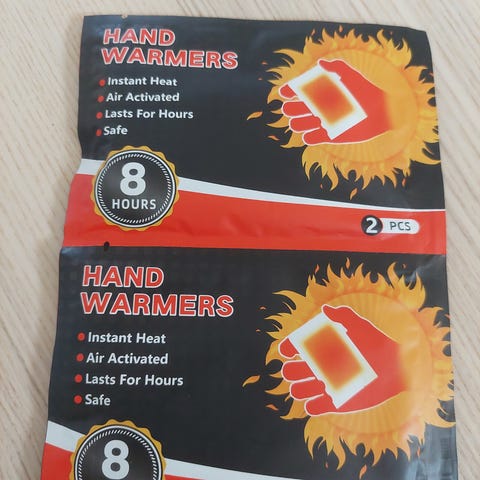 HAND
WARMERS
Instant Heat
Air Activated
Lasts For Hours
Safe
8
HOURS
2 PCS
HAND
WARMERS
Instant Heat
Air Activated
Lasts For Hours
Safe
8